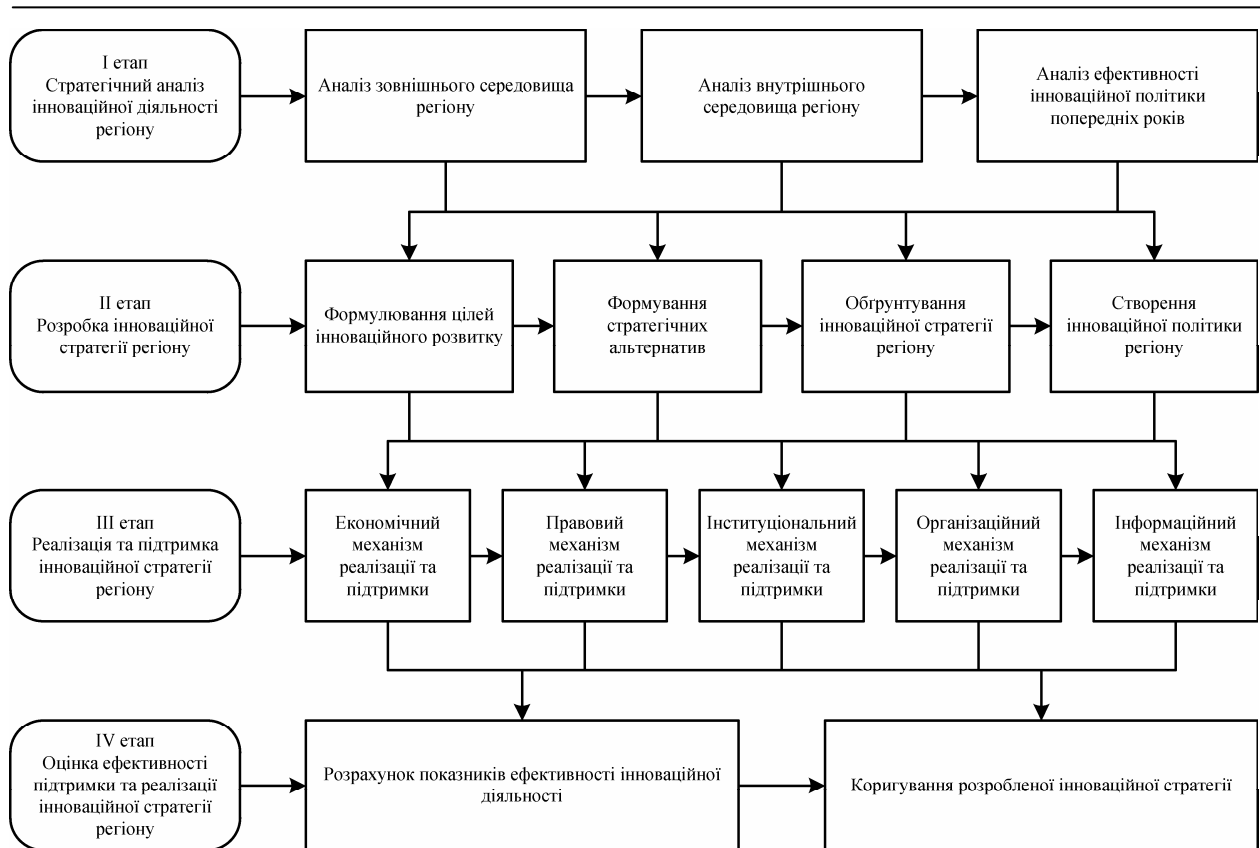 І етап
Стратегічний аналіз
інноваційної діяльності
регіону
Аналіз зовнішнього середовища
регіону
Аналіз внутрішнього
середовища регіону
Аналіз ефективності
інноваційної політики
попередніх років
ІІ етап
Розробка інноваційної
стратегії регіону
Формулювання цілей
інноваційного розвитку
Формування
стратегічних
альтернатив
Обґрунтування
інноваційної стратегії
регіону
Створення
інноваційної політики
регіону
ІІІ етап
Реалізація та підтримка
інноваційної стратегії
регіону
Економічний
механізм
реалізації та
підтримки
Правовий
механізм
реалізації та
підтримки
Інституціональний
механізм
реалізації та
підтримки
Організаційний
механізм
реалізації та
підтримки
Інформаційний
механізм
реалізації та
підтримки
IV етап
Оцінка ефективності
підтримки та реалізації
інноваційної стратегії
регіону
Розрахунок показників ефективності інноваційної
діяльності
Коригування розробленої інноваційної стратегії